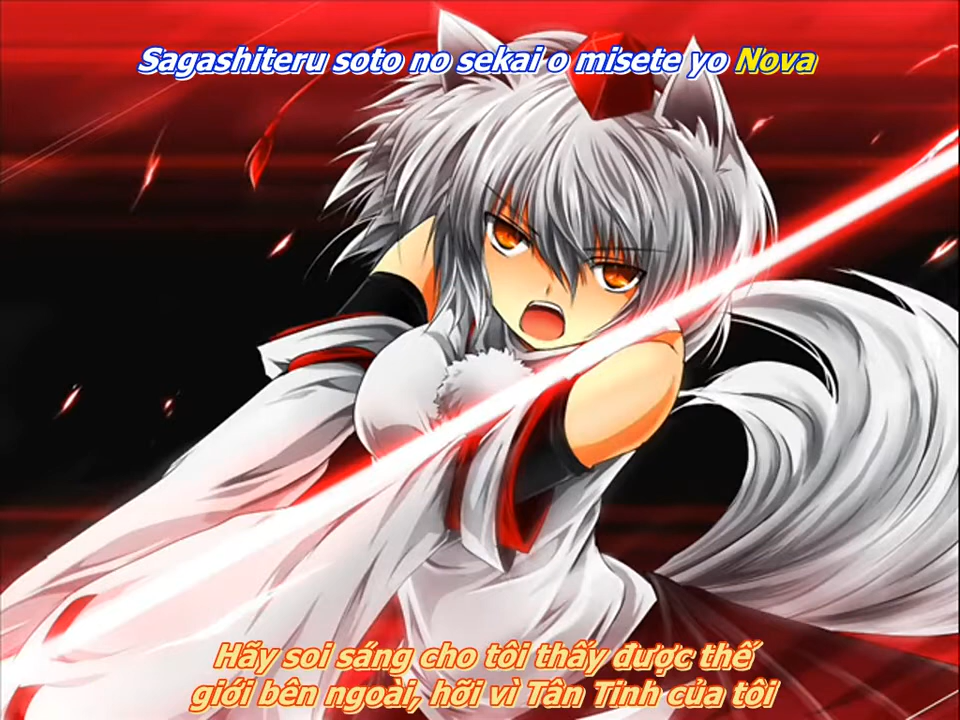 Sagashiteru soto no sekai o misete yo Nova
Hãy soi sáng cho tôi thấy được thế
giới bên ngoài, hỡi vì Tân Tinh của tôi